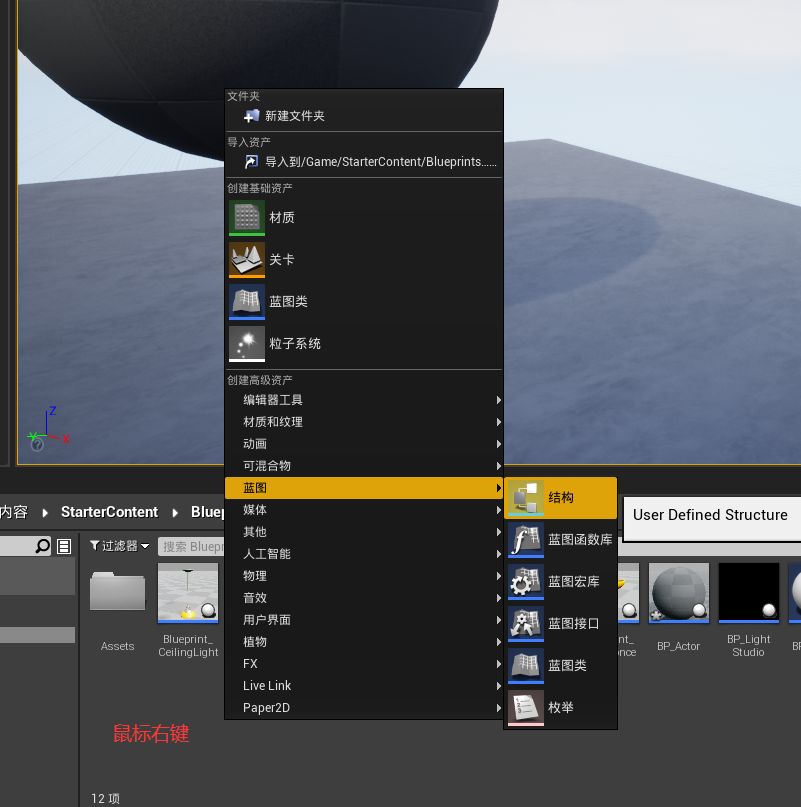 文件夹
新建文件夹
导入资产
导入到/Game/StarterContent/Blueprints......
创建基础资产
材质
关卡
蓝图类
粒子系统
创建高级资产
编辑器工具
材质和纹理
动画
可混合物
蓝图
媒体
其他
人工智能
物理
音效
用户界面
植物
FX
Live Link
Paper2D
结构
蓝图函数库
蓝图宏库
蓝图接口
蓝图类
枚举
User Defined Structure
Z
Y
X
内容
StarterContent
Bluep
过滤器
搜索 Bluepr
Assets
Blueprint_
CeilingLight
nt_
once
BP_Actor
BP_Light
Studio
BP
鼠标右键
12 项